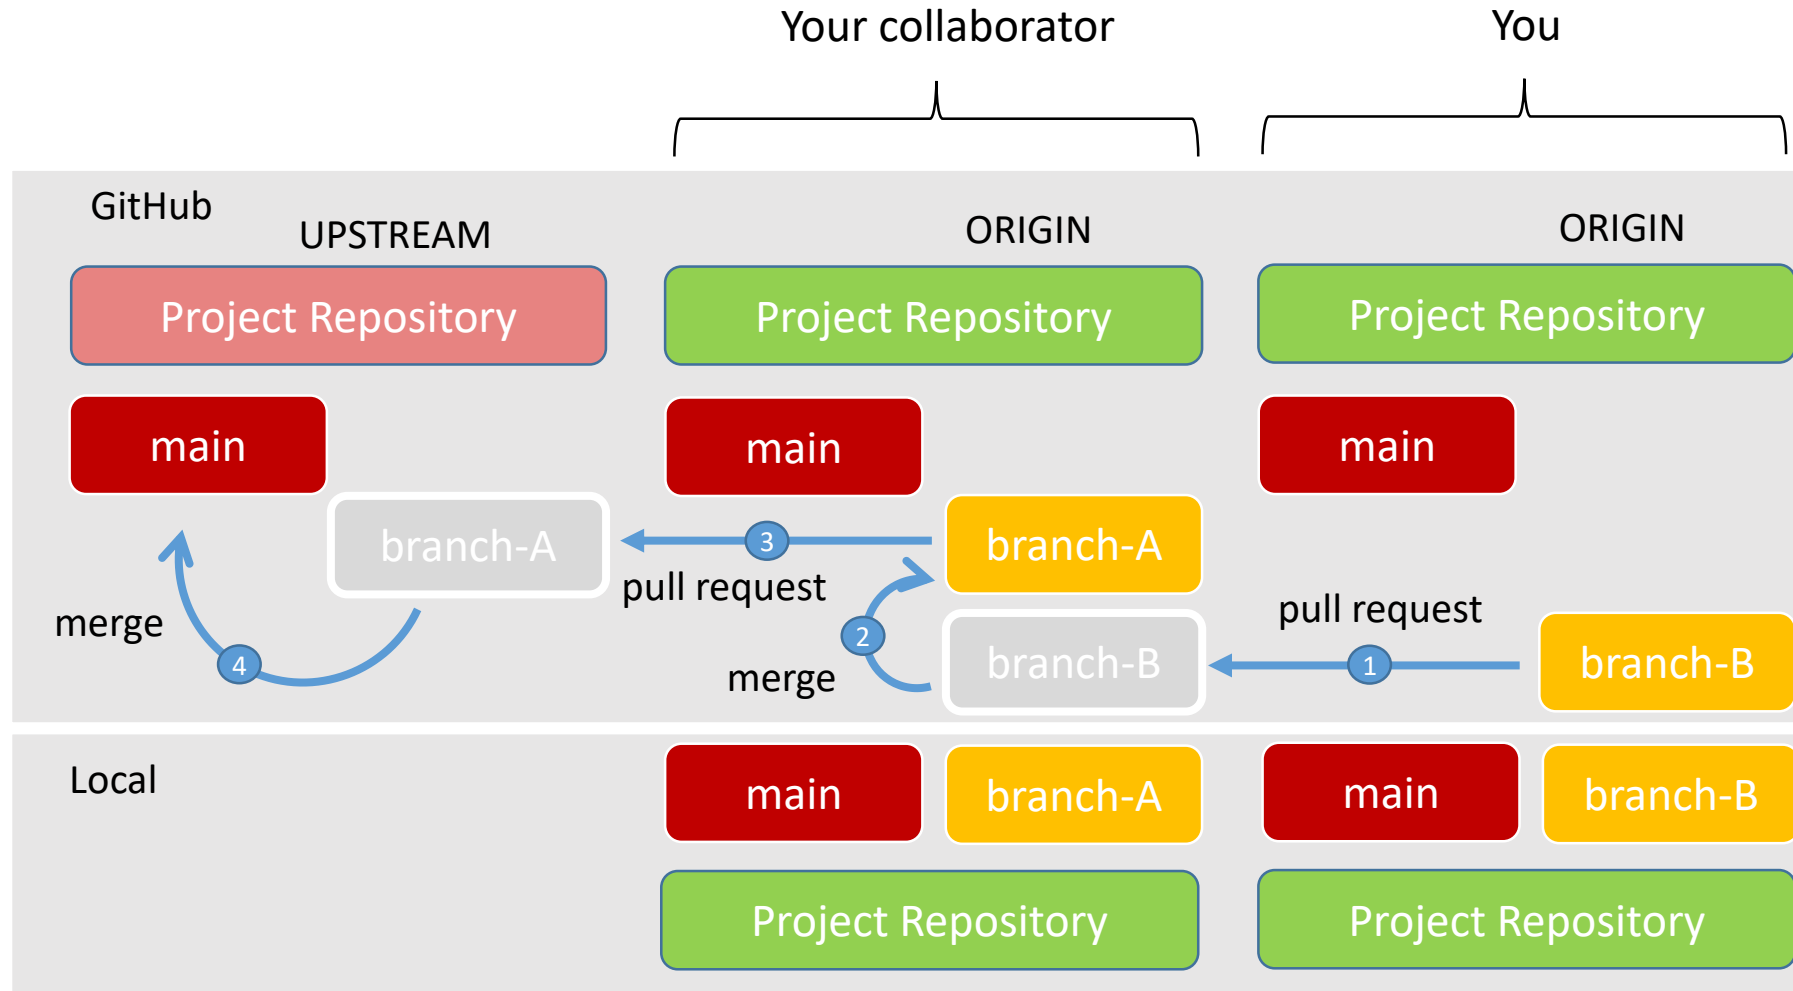 Your collaborator
You
GitHub
UPSTREAM
ORIGIN
ORIGIN
Project Repository
Project Repository
Project Repository
main
main
main
branch-A
3
branch-A
pull request
pull request
merge
2
4
merge
branch-B
1
branch-B
Local
main
branch-A
main
branch-B
Project Repository
Project Repository